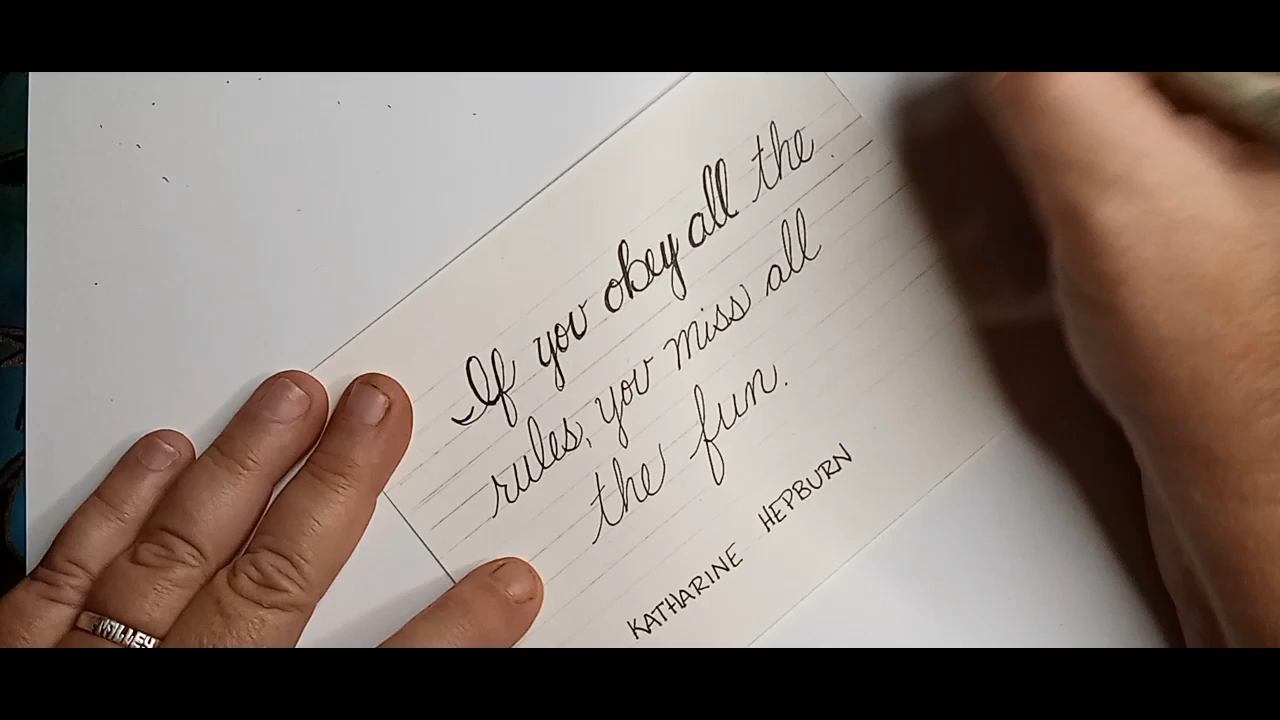 If you obey all the
rules, you miss all
the fun.
KATHARINE HEPBURN